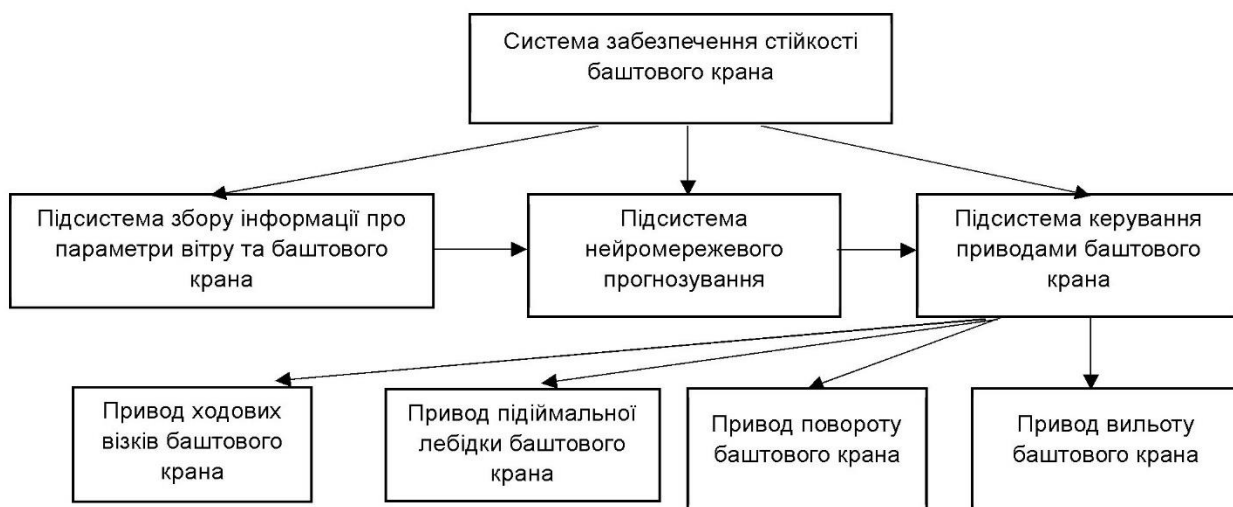 Система забезпечення стійкості
баштового крана
Підсистема збору інформації про
параметри вітру та баштового
крана
Підсистема
нейромережевого
прогнозування
Підсистема керування
приводами баштового
крана
Привод ходових
візків баштового
крана
Привод підіймальної
лебідки баштового
крана
Привод повороту
баштового крана
Привод вильоту
баштового крана